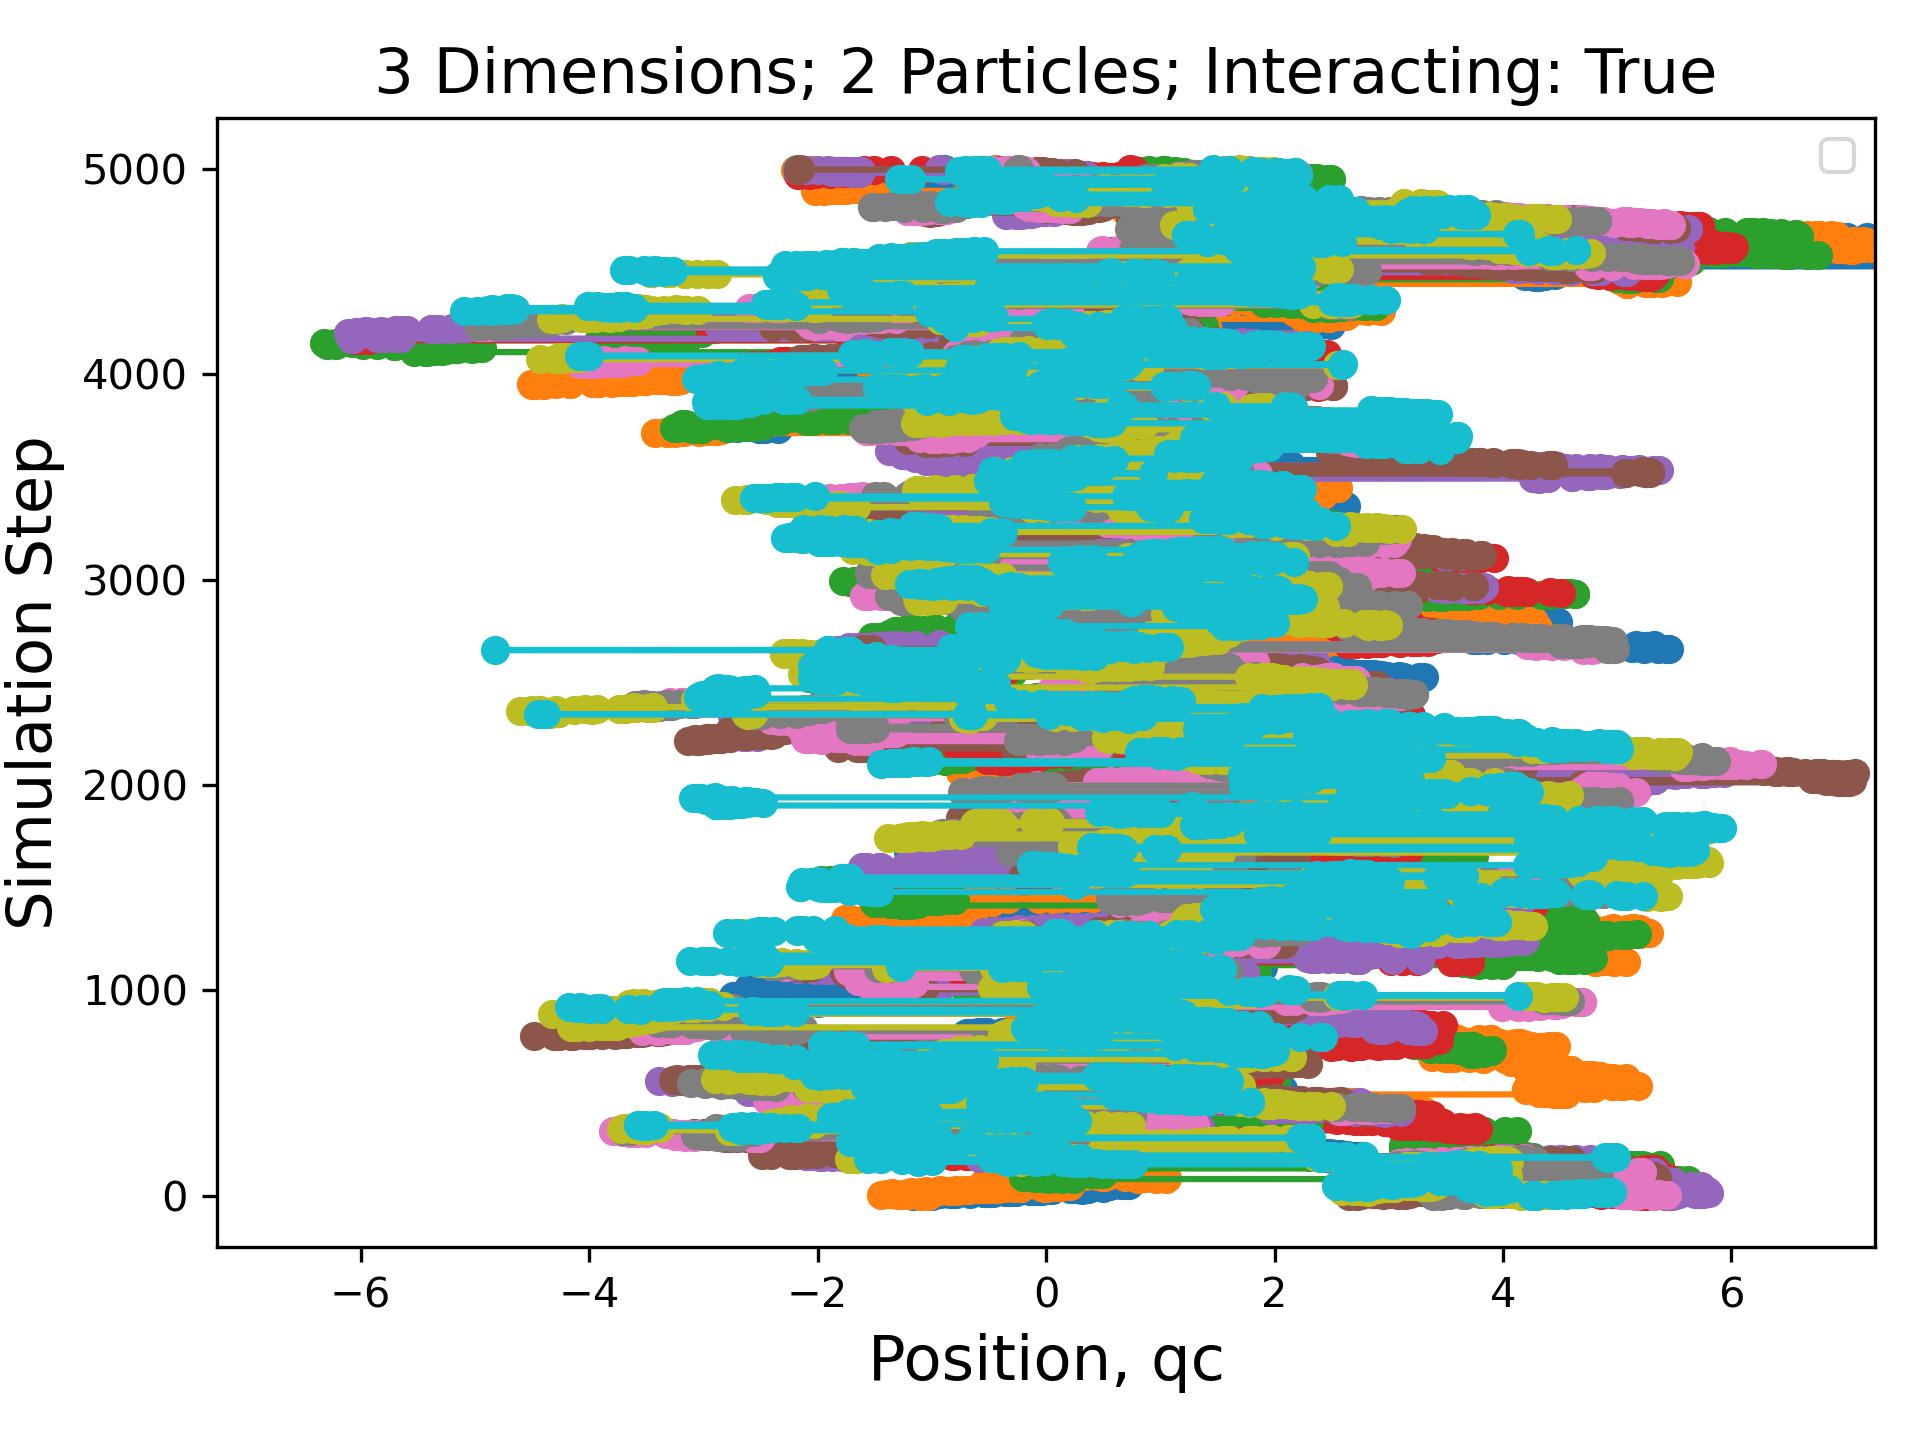 3 Dimensions; 2 Particles; Interacting: True
Simulation Step
5000
4000
3000
2000
1000
0
−6 −4 −2 0 2 4 6
Position, qc